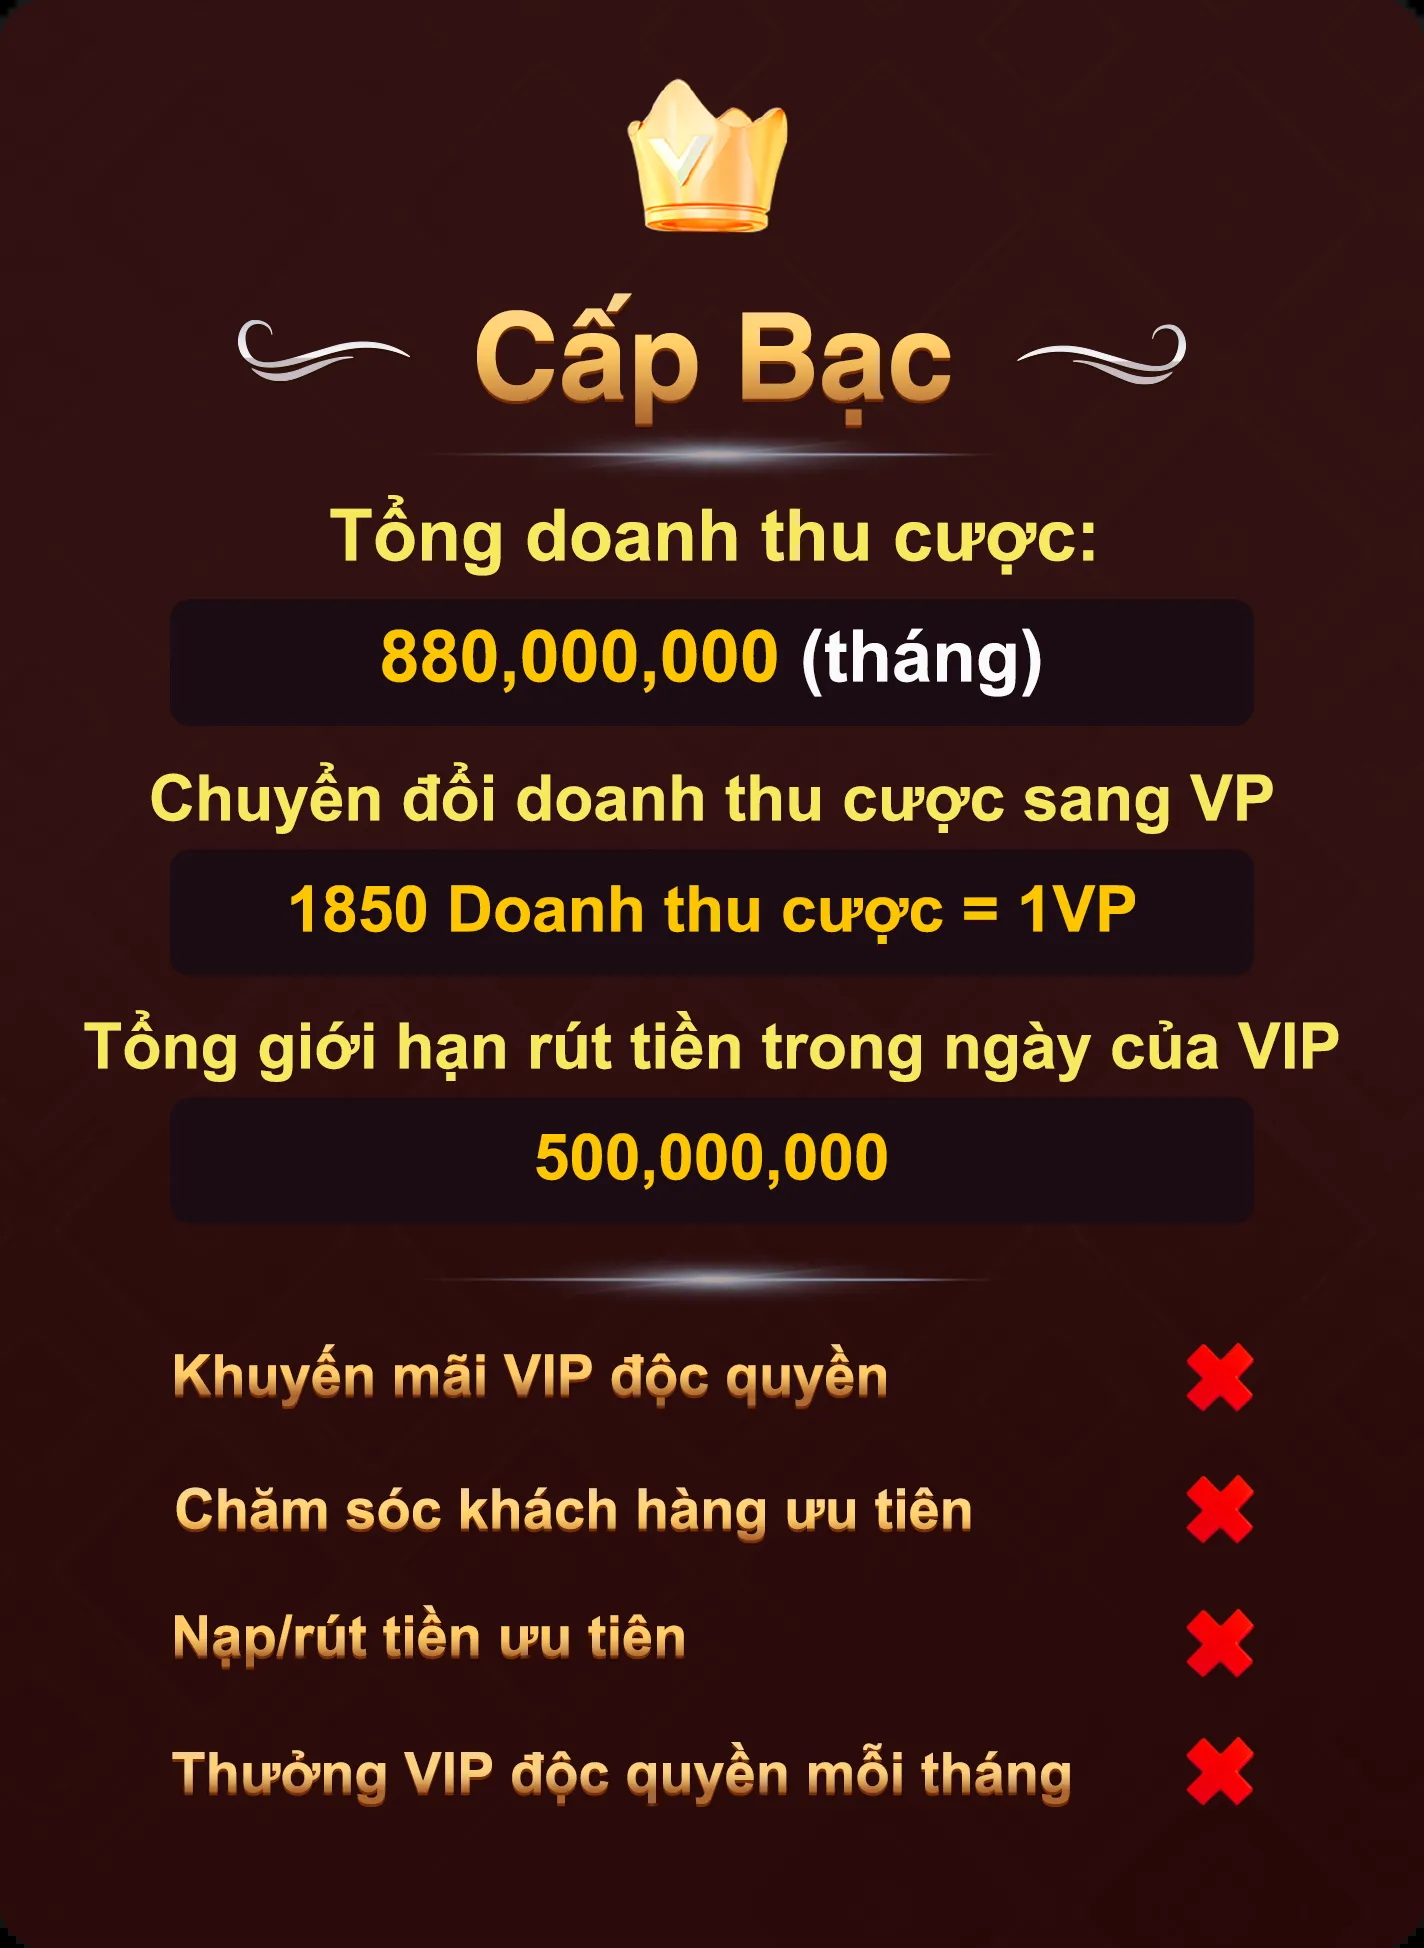 V
Cấp Bạc
Tổng doanh thu cược:
880,000,000 (tháng)
Chuyển đổi doanh thu cược sang VP
1850 Doanh thu cược = 1VP
Tổng giới hạn rút tiền trong ngày của VIP
500,000,000
Khuyến mãi VIP độc quyền
Chăm sóc khách hàng ưu tiên
Nạp/rút tiền ưu tiên
Thưởng VIP độc quyền mỗi tháng